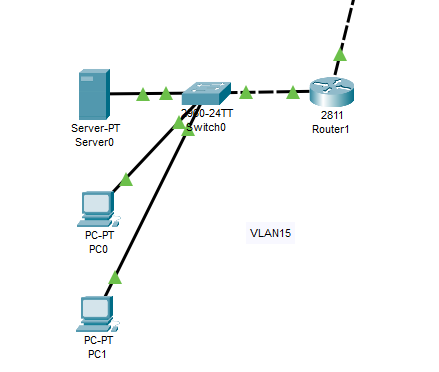 Server-PT
Server0
2960-24TT
Switch0
2811
Router1
PC-PT
PC0
VLAN15
PC-PT
PC1